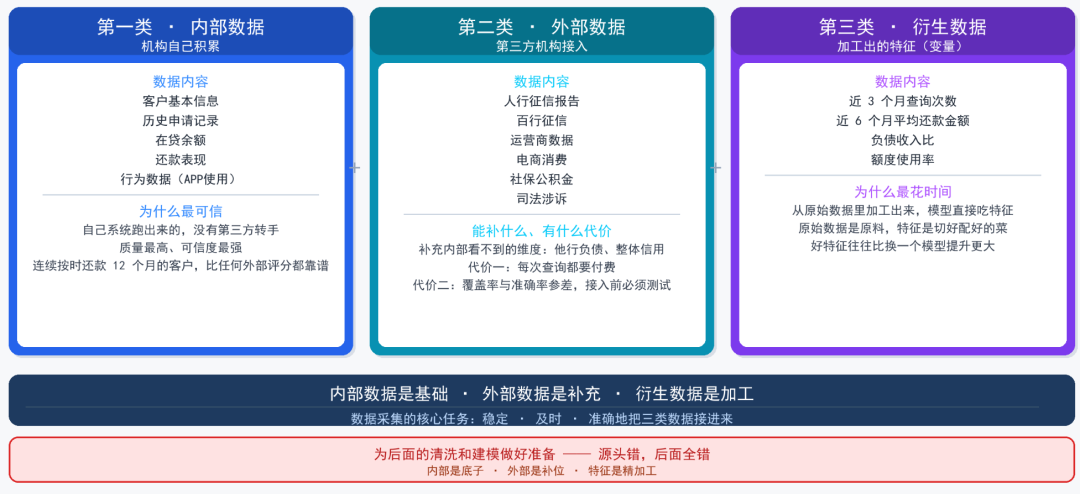 第一类 · 内部数据
机构自己积累
数据内容
客户基本信息
历史申请记录
在贷余额
还款表现
行为数据（APP使用）
为什么最可信
自己系统跑出来的，没有第三方转手
质量最高、可信度最强
连续按时还款 12 个月的客户，比任何外部评分都靠谱
第二类 · 外部数据
第三方机构接入
数据内容
人行征信报告
百行征信
运营商数据
电商消费
社保公积金
司法涉诉
能补什么、有什么代价
补充内部看不到的维度：他行负债、整体信用
代价一：每次查询都要付费
代价二：覆盖率与准确率参差，接入前必须测试
第三类 · 衍生数据
加工出的特征（变量）
数据内容
近 3 个月查询次数
近 6 个月平均还款金额
负债收入比
额度使用率
为什么最花时间
从原始数据里加工出来，模型直接吃特征
原始数据是原料，特征是切好配好的菜
好特征往往比换一个模型提升更大
内部数据是基础 · 外部数据是补充 · 衍生数据是加工
数据采集的核心任务：稳定 · 及时 · 准确地把三类数据接进来
为后面的清洗和建模做好准备 —— 源头错，后面全错
内部是底子 · 外部是补位 · 特征是精加工